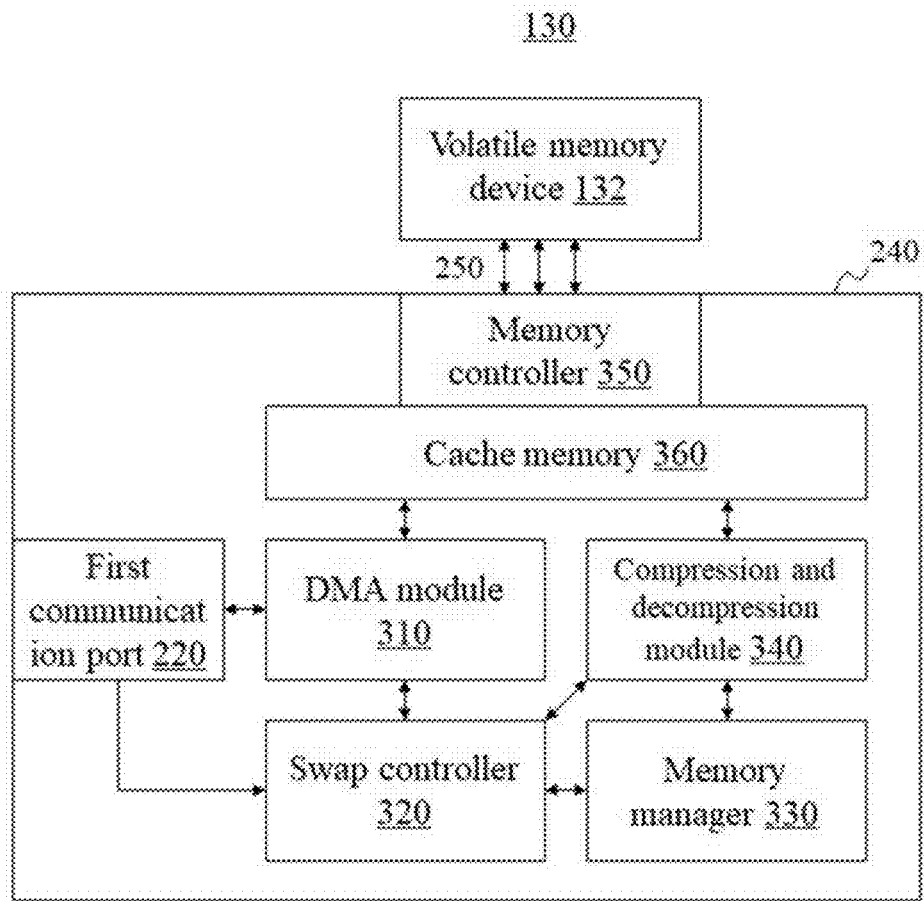 130
Volatile memory
device 132
250
240
Memory
controller 350
Cache memory 360
First
communicat
ion port 220
DMA module
310
Compression and
decompression
module 340
Swap controller
320
Memory
manager 330